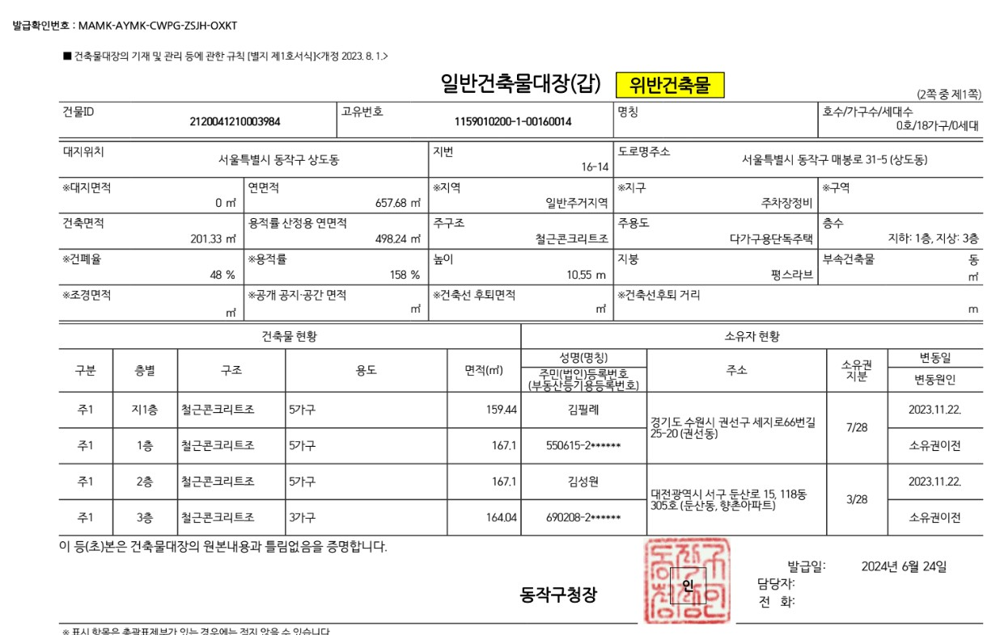 발급확인번호 : MAMK-AYMK-CWPG-ZSJH-OXKT
■ 건축물대장의 기재 및 관리 등에 관한 규칙 [별지 제1호서식]<개정 2023. 8. 1.>
일반건축물대장(갑) 위반건축물
(2쪽 중 제1쪽)
건물ID 2120041210003984 고유번호 1159010200-1-00160014 명칭 호수/가구수/세대수 0호/18가구/0세대
대지위치 서울특별시 동작구 상도동 지번 16-14 도로명주소 서울특별시 동작구 매봉로 31-5 (상도동)
※대지면적 0 ㎡ 연면적 657.68 ㎡ ※지역 일반주거지역 ※지구 주차장정비 ※구역
건축면적 201.33 ㎡ 용적률 산정용 연면적 498.24 ㎡ 주구조 철근콘크리트조 주용도 다가구용단독주택 층수 지하: 1층, 지상: 3층
※건폐율 48 % ※용적률 158 % 높이 10.55 m 지붕 평스라브 부속건축물 동 ㎡
※조경면적 ㎡ ※공개 공지·공간 면적 ㎡ ※건축선 후퇴면적 ㎡ ※건축선후퇴 거리 m
건축물 현황 소유자 현황
구분 층별 구조 용도 면적(㎡) 성명(명칭) 주민(법인)등록번호 (부동산등기용등록번호) 주소 소유권 지분 변동일 변동원인
주1 지1층 철근콘크리트조 5가구 159.44 김필례 경기도 수원시 권선구 세지로66번길 25-20 (권선동) 7/28 2023.11.22.
주1 1층 철근콘크리트조 5가구 167.1 550615-2****** 소유권이전
주1 2층 철근콘크리트조 5가구 167.1 김성원 대전광역시 서구 둔산로 15, 118동 305호 (둔산동, 향촌아파트) 3/28 2023.11.22.
주1 3층 철근콘크리트조 3가구 164.04 690208-2****** 소유권이전
이 등(초)본은 건축물대장의 원본내용과 틀림없음을 증명합니다.
발급일: 2024년 6월 24일
담당자:
전 화:
동작구청장 인
※ 표시 항목은 총괄표제부가 있는 경우에는 적지 않을 수 있습니다.